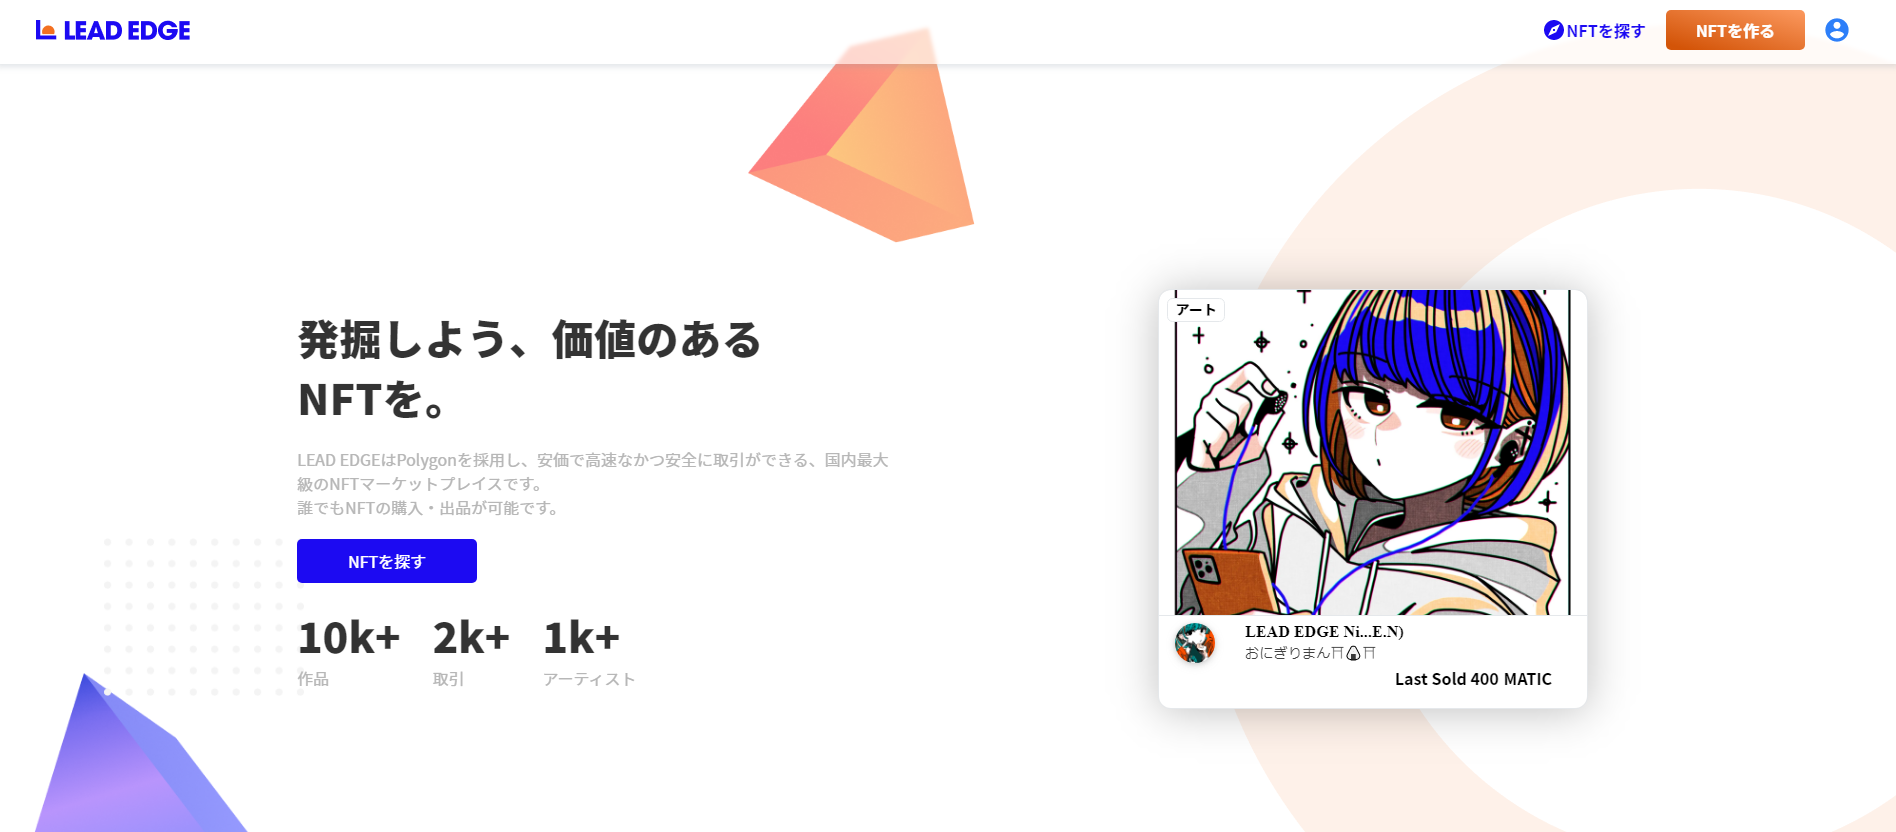 LEAD EDGE
NFTを探す
NFTを作る
発掘しよう、価値のある
NFTを。
LEAD EDGEはPolygonを採用し、安価で高速なかつ安全に取引ができる、国内最大
級のNFTマーケットプレイスです。
誰でもNFTの購入・出品が可能です。
NFTを探す
10k+
2k+
1k+
作品
取引
アーティスト
アート
LEAD EDGE Ni...E.N)
おにぎりまん⛩🍙⛩
Last Sold 400 MATIC